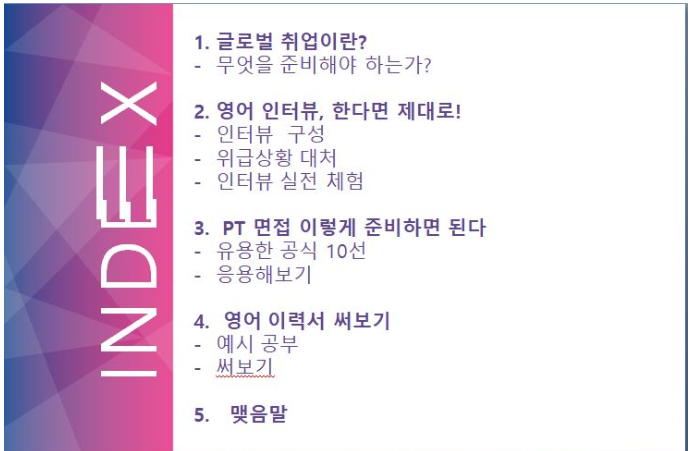 INDEX
1. 글로벌 취업이란?
- 무엇을 준비해야 하는가?
2. 영어 인터뷰, 한다면 제대로!
- 인터뷰 구성
- 위급상황 대처
- 인터뷰 실전 체험
3. PT 면접 이렇게 준비하면 된다
- 유용한 공식 10선
- 응용해보기
4. 영어 이력서 써보기
- 예시 공부
- 써보기
5. 맺음말